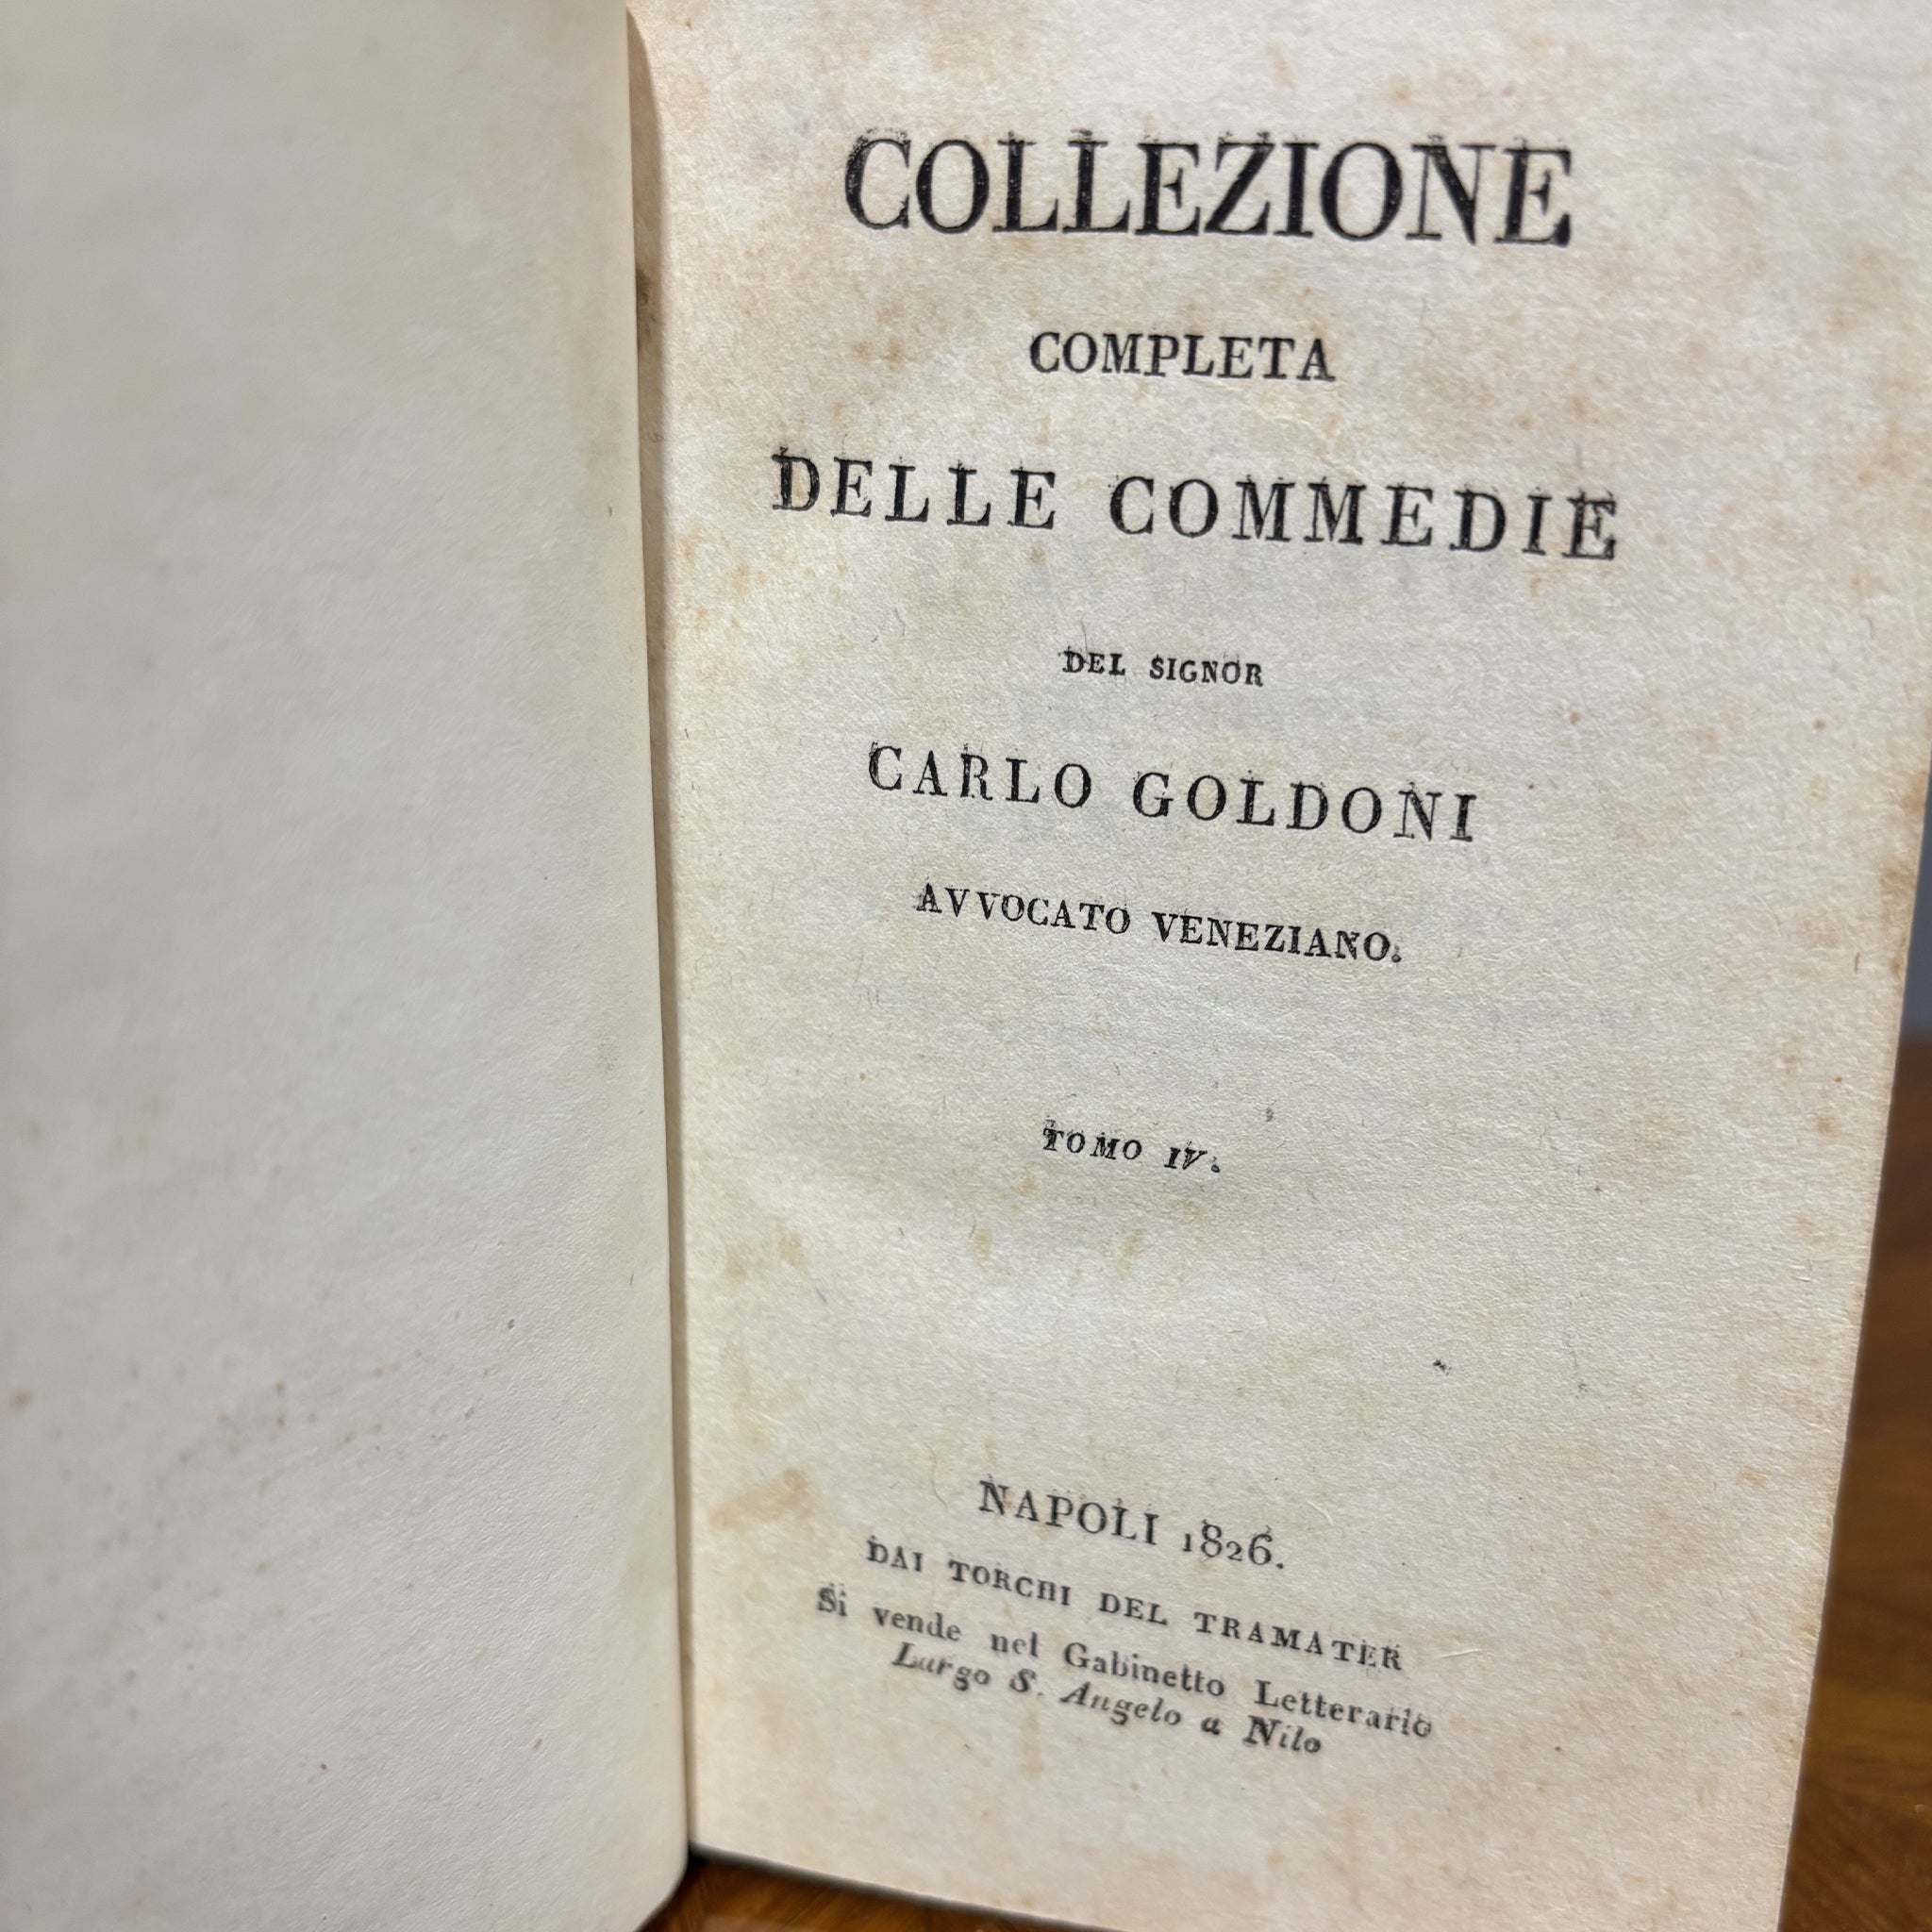 COLLEZIONE
COMPLETA
DELLE COMMEDIE
DEL SIGNOR
CARLO GOLDONI
AVVOCATO VENEZIANO.
TOMO IV.
NAPOLI 1826.
DAI TORCHI DEL TRAMATER
Si vende nel Gabinetto Letterario
Largo S. Angelo a Nilo